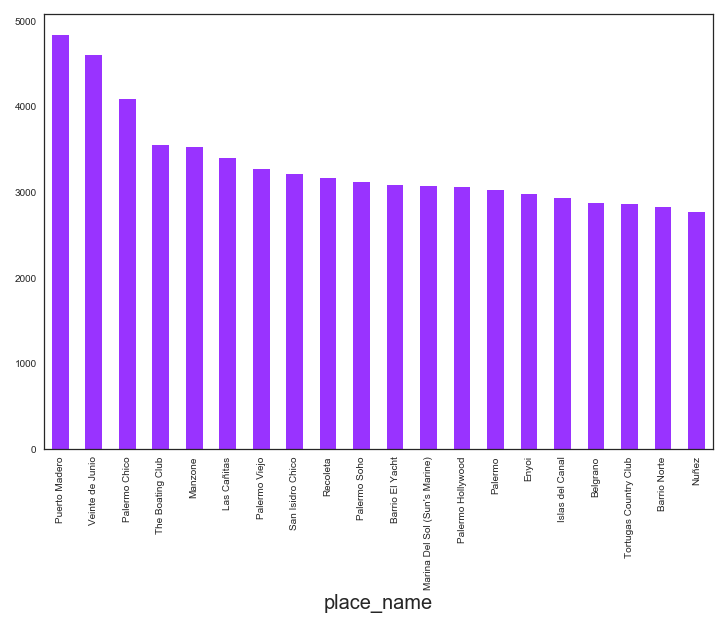 5000
4000
3000
2000
1000
0
Puerto Madero
Veinte de Junio
Palermo Chico
The Boating Club
Manzone
Las Cañitas
Palermo Viejo
San Isidro Chico
Recoleta
Palermo Soho
Barrio El Yacht
Marina Del Sol (Sun's Marine)
Palermo Hollywood
Palermo
Enyoi
Islas del Canal
Belgrano
Tortugas Country Club
Barrio Norte
Nuñez
place_name